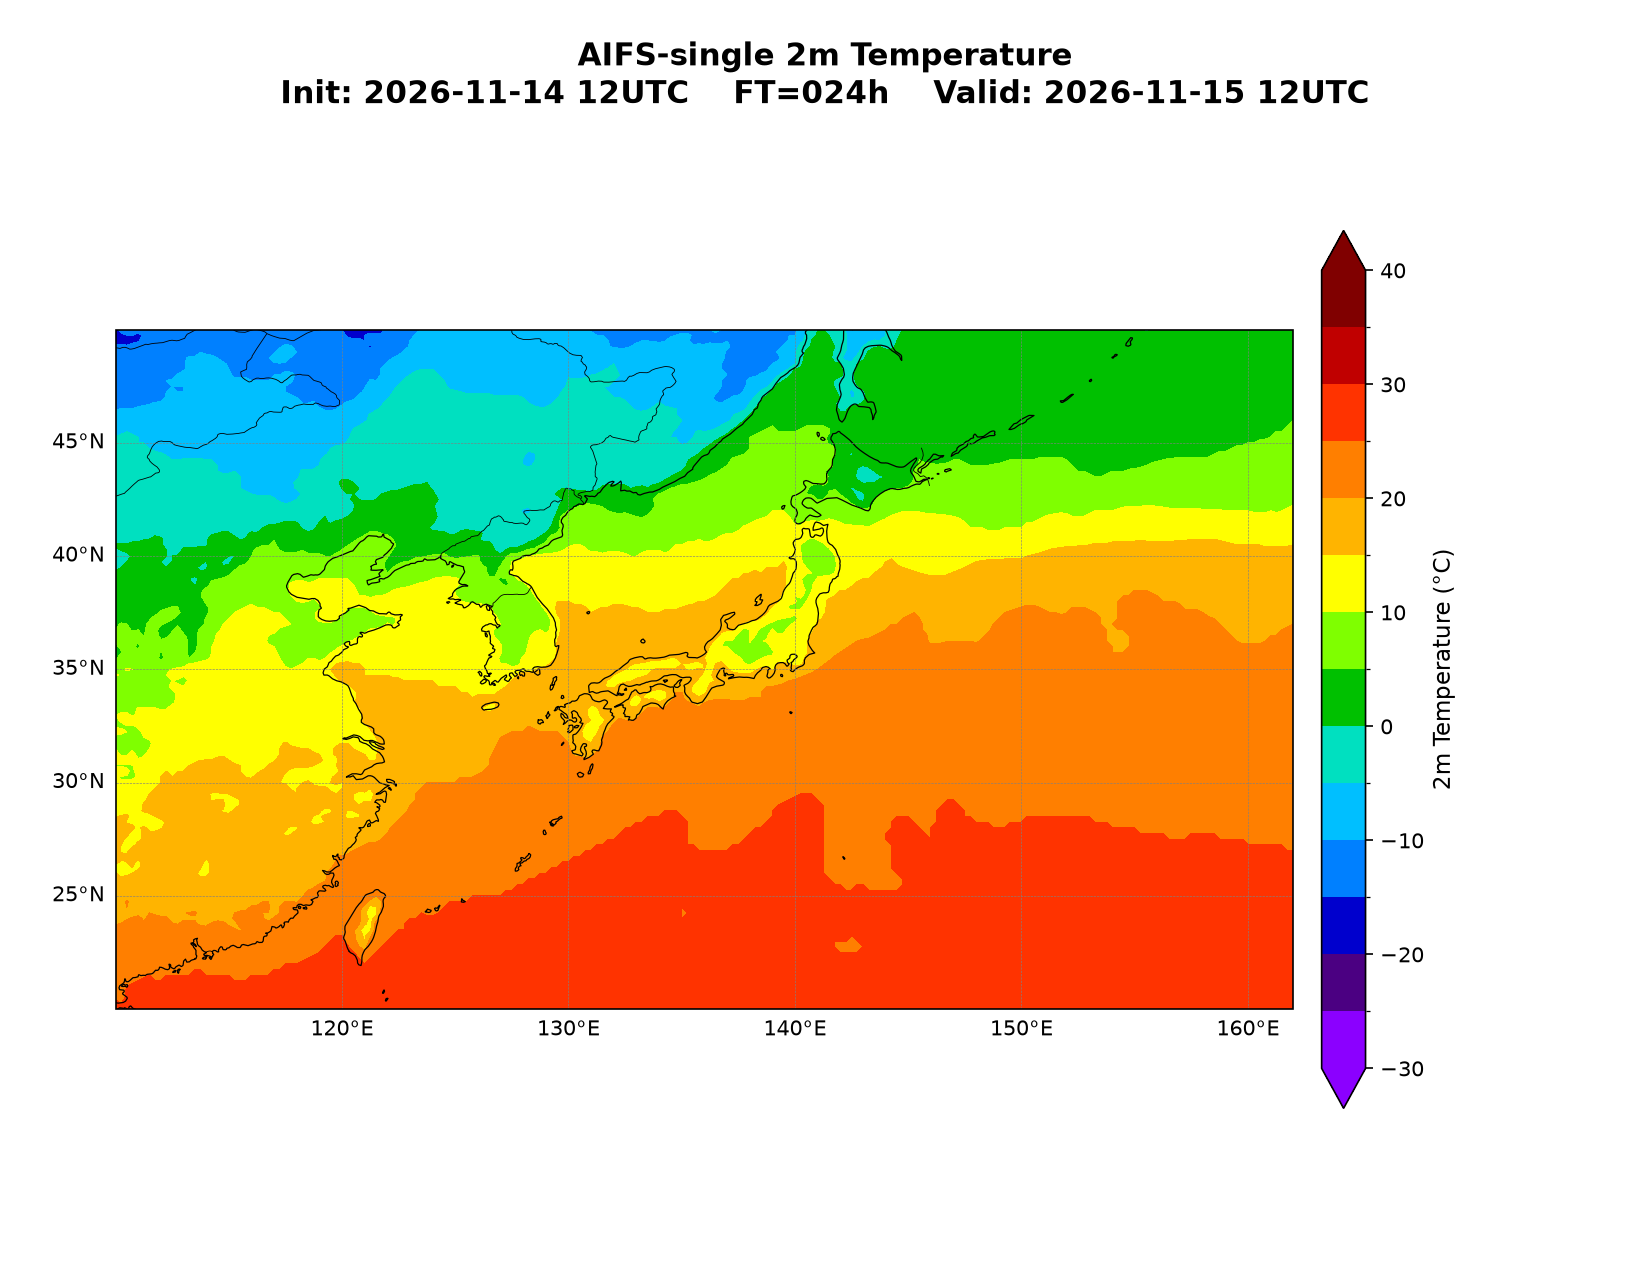 AIFS-single 2m Temperature
Init: 2026-11-14 12UTC    FT=024h    Valid: 2026-11-15 12UTC
45°N
40°N
35°N
30°N
25°N
120°E
130°E
140°E
150°E
160°E
40
30
20
10
0
−10
−20
−30
2m Temperature (°C)